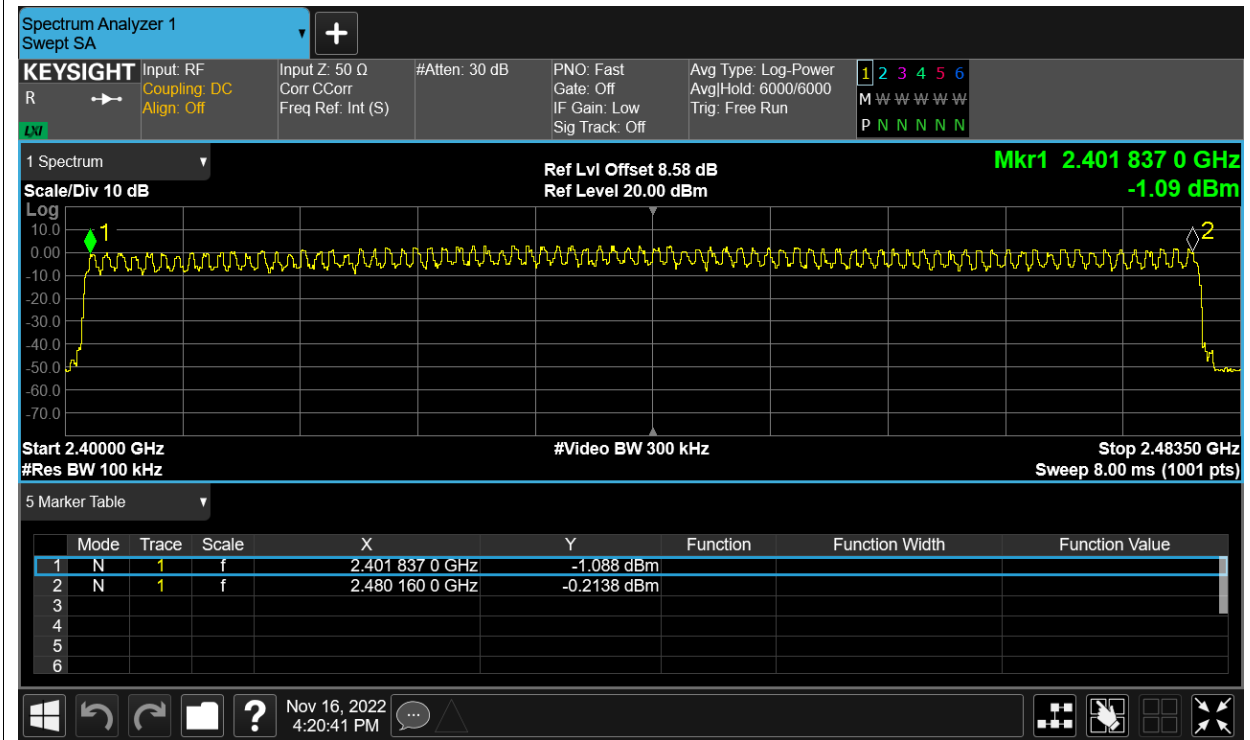 Spectrum Analyzer 1
Swept SA
KEYSIGHT
R
LXI
Input: RF
Coupling: DC
Align: Off
Input Z: 50 Ω
Corr CCorr
Freq Ref: Int (S)
#Atten: 30 dB
PNO: Fast
Gate: Off
IF Gain: Low
Sig Track: Off
Avg Type: Log-Power
Avg|Hold: 6000/6000
Trig: Free Run
1 2 3 4 5 6
M W W W W W
P N N N N N
1 Spectrum
Scale/Div 10 dB
Ref Lvl Offset 8.58 dB
Ref Level 20.00 dBm
Mkr1 2.401 837 0 GHz
-1.09 dBm
Log
10.0
0.00
-10.0
-20.0
-30.0
-40.0
-50.0
-60.0
-70.0
1
2
Start 2.40000 GHz
#Video BW 300 kHz
Stop 2.48350 GHz
#Res BW 100 kHz
Sweep 8.00 ms (1001 pts)
5 Marker Table
Mode Trace Scale X Y Function Function Width Function Value
1 N 1 f 2.401 837 0 GHz -1.088 dBm
2 N 1 f 2.480 160 0 GHz -0.2138 dBm
3
4
5
6
?
Nov 16, 2022
4:20:41 PM